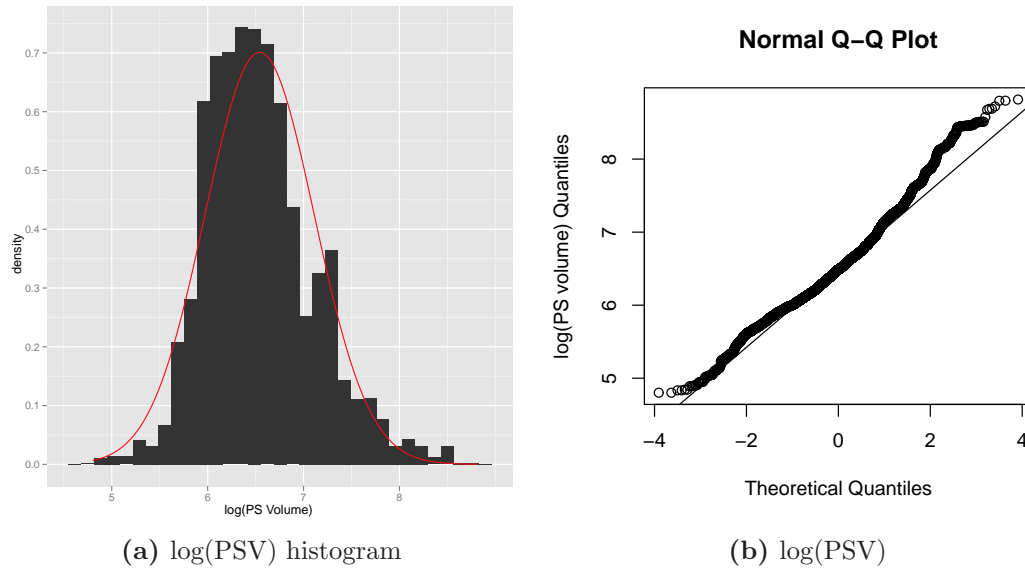 0.7
0.6
0.5
0.4
0.3
0.2
0.1
0.0
density
5 6 7 8
log(PS Volume)
(a) log(PSV) histogram
Normal Q−Q Plot
log(PS volume) Quantiles
8
7
6
5
−4 −2 0 2 4
Theoretical Quantiles
(b) log(PSV)